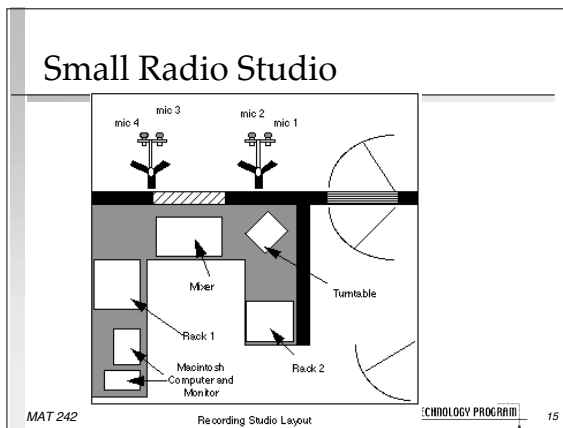 Small Radio Studio
mic 3
mic 4
mic 2
mic 1
Mixer
Turntable
Rack 1
Rack 2
Macintosh
Computer and
Monitor
Recording Studio Layout
MAT 242
ECHNOLOGY PROGRAM
15